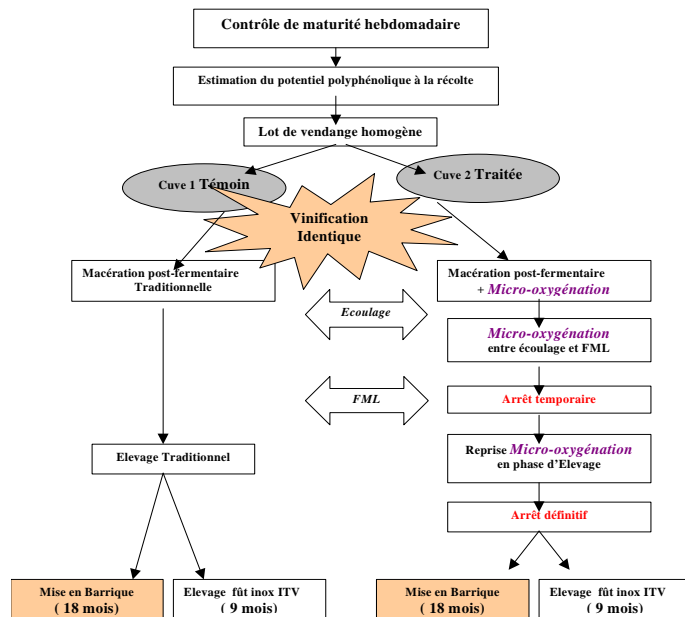 Contrôle de maturité hebdomadaire
Estimation du potentiel polyphénolique à la récolte
Lot de vendange homogène
Cuve 1 Témoin
Cuve 2 Traitée
Vinification
Identique
Macération post-fermentaire
Traditionnelle
Macération post-fermentaire
+ Micro-oxygénation
Ecoulage
Micro-oxygénation
entre écoulage et FML
FML
Arrêt temporaire
Elevage Traditionnel
Reprise Micro-oxygénation
en phase d'Elevage
Arrêt définitif
Mise en Barrique
( 18 mois)
Elevage fût inox ITV
( 9 mois)
Mise en Barrique
( 18 mois)
Elevage fût inox ITV
( 9 mois)